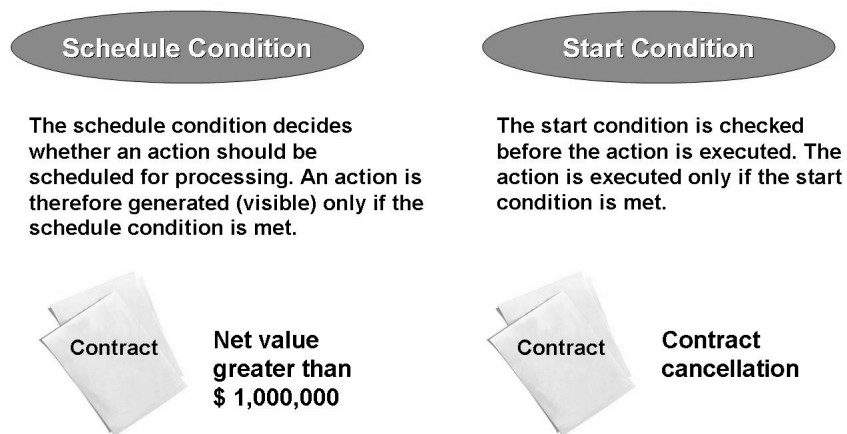 Schedule Condition
The schedule condition decides
whether an action should be
scheduled for processing. An action is
therefore generated (visible) only if the
schedule condition is met.
Contract
Net value
greater than
$ 1,000,000
Start Condition
The start condition is checked
before the action is executed. The
action is executed only if the start
condition is met.
Contract
Contract
cancellation